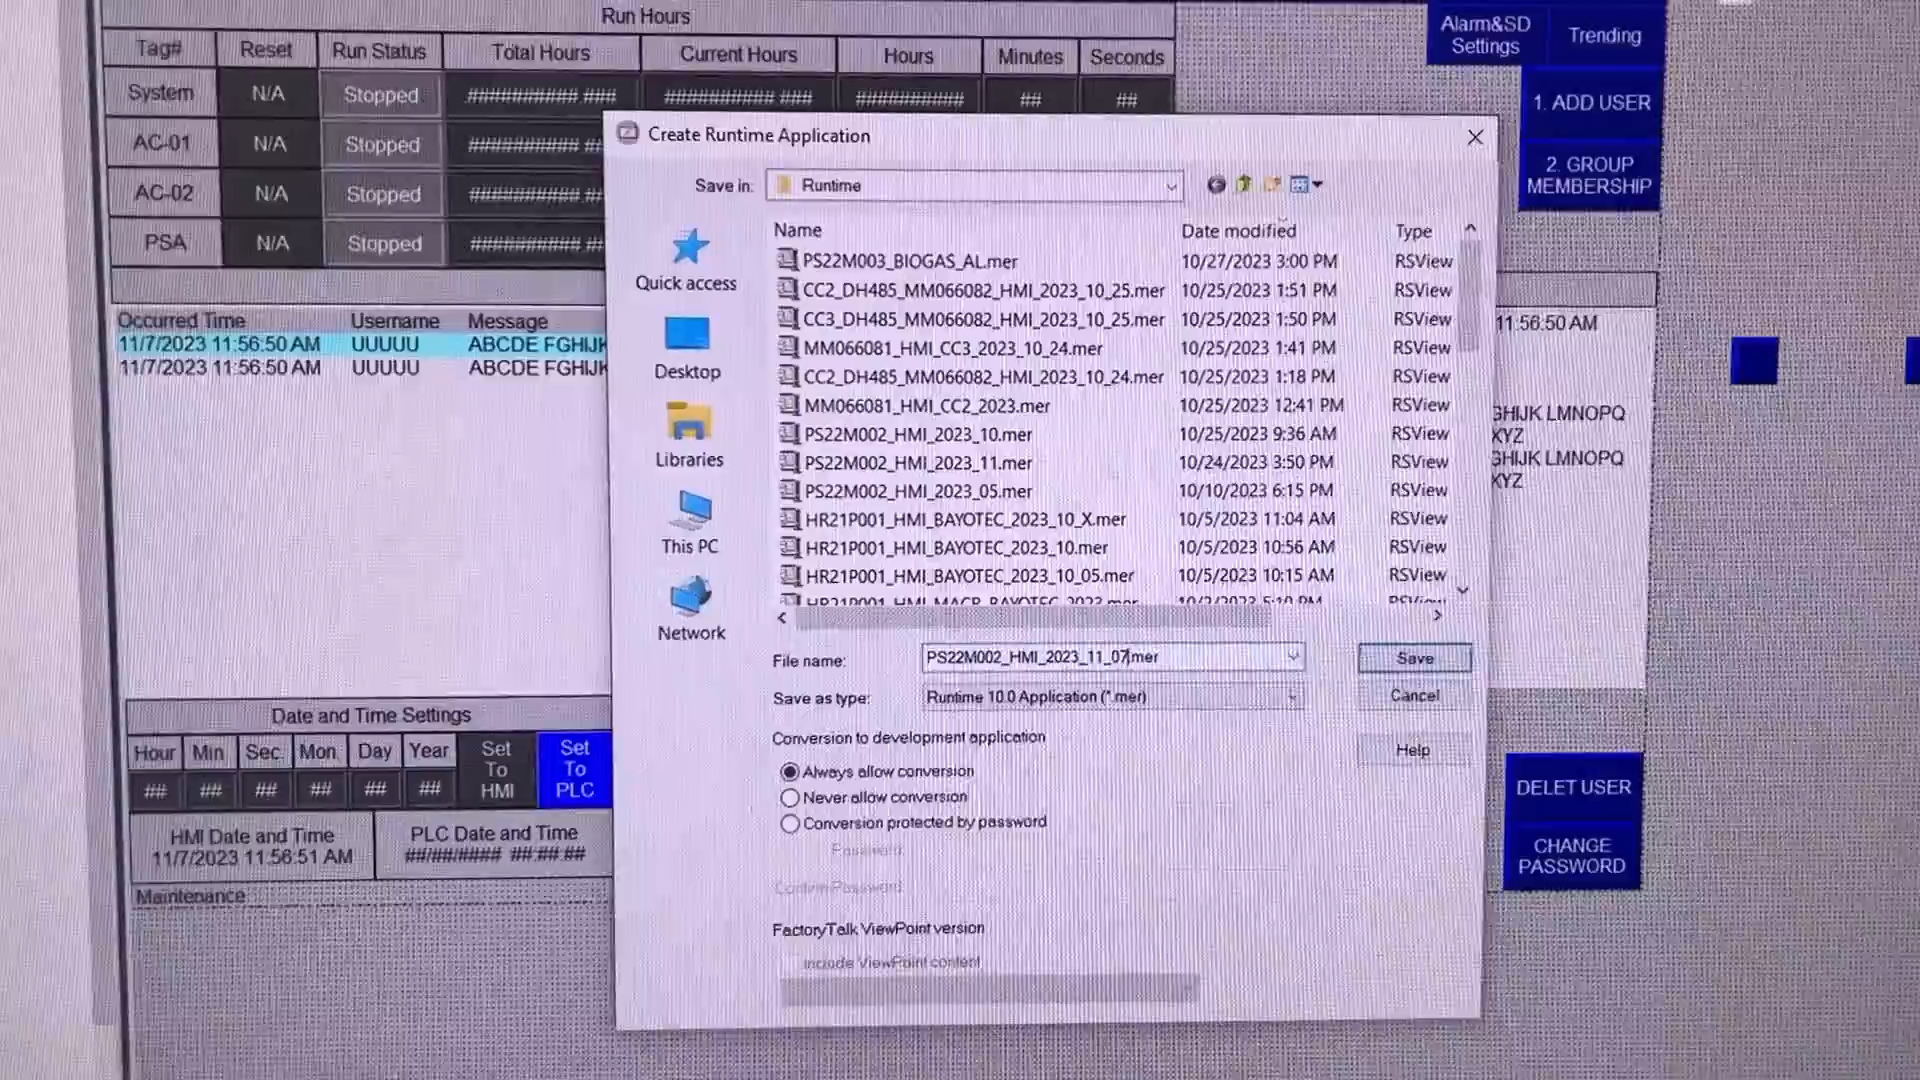 Run Hours
Tag# Reset Run Status Total Hours Current Hours Hours Minutes Seconds
System N/A Stopped ########### ### ########### ### ########### ## ##
AC-01 N/A Stopped ########### ##
AC-02 N/A Stopped ########### ##
PSA N/A Stopped ########### ##
Alarm&SD
Settings
Trending
1. ADD USER
2. GROUP
MEMBERSHIP
Occurred Time Username Message
11/7/2023 11:56:50 AM UUUUU ABCDE FGHIJK
11/7/2023 11:56:50 AM UUUUU ABCDE FGHIJK
11:56:50 AM
GHIJK LMNOPQ
XYZ
GHIJK LMNOPQ
XYZ
Create Runtime Application
Save in: Runtime
Quick access
Desktop
Libraries
This PC
Network
Name Date modified Type
PS22M003_BIOGAS_AL.mer 10/27/2023 3:00 PM RSView
CC2_DH485_MM066082_HMI_2023_10_25.mer 10/25/2023 1:51 PM RSView
CC3_DH485_MM066082_HMI_2023_10_25.mer 10/25/2023 1:50 PM RSView
MM066081_HMI_CC3_2023_10_24.mer 10/25/2023 1:41 PM RSView
CC2_DH485_MM066082_HMI_2023_10_24.mer 10/25/2023 1:18 PM RSView
MM066081_HMI_CC2_2023.mer 10/25/2023 12:41 PM RSView
PS22M002_HMI_2023_10.mer 10/25/2023 9:36 AM RSView
PS22M002_HMI_2023_11.mer 10/24/2023 3:50 PM RSView
PS22M002_HMI_2023_05.mer 10/10/2023 6:15 PM RSView
HR21P001_HMI_BAYOTEC_2023_10_X.mer 10/5/2023 11:04 AM RSView
HR21P001_HMI_BAYOTEC_2023_10.mer 10/5/2023 10:56 AM RSView
HR21P001_HMI_BAYOTEC_2023_10_05.mer 10/5/2023 10:15 AM RSView
File name: PS22M002_HMI_2023_11_07.mer Save
Save as type: Runtime 10.0 Application (*.mer) Cancel
Conversion to development application Help
Always allow conversion
Never allow conversion
Conversion protected by password
Password:
Confirm Password:
FactoryTalk ViewPoint version
Include ViewPoint content
Date and Time Settings
Hour Min Sec Mon Day Year
## ## ## ## ## ##
Set
To
HMI
Set
To
PLC
HMI Date and Time
11/7/2023 11:56:51 AM
PLC Date and Time
##/##/#### ##:##:##
Maintenance
DELET USER
CHANGE
PASSWORD